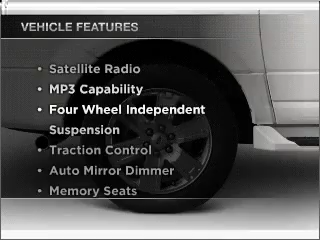 VEHICLE FEATURES
• Satellite Radio
• MP3 Capability
• Four Wheel Independent
Suspension
• Traction Control
• Auto Mirror Dimmer
• Memory Seats